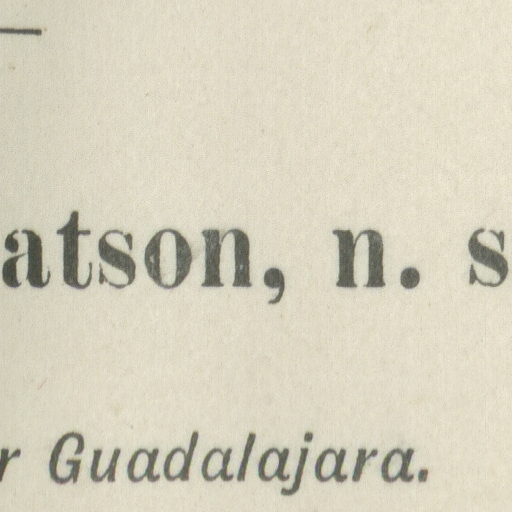 atson, n. s
r Guadalajara.